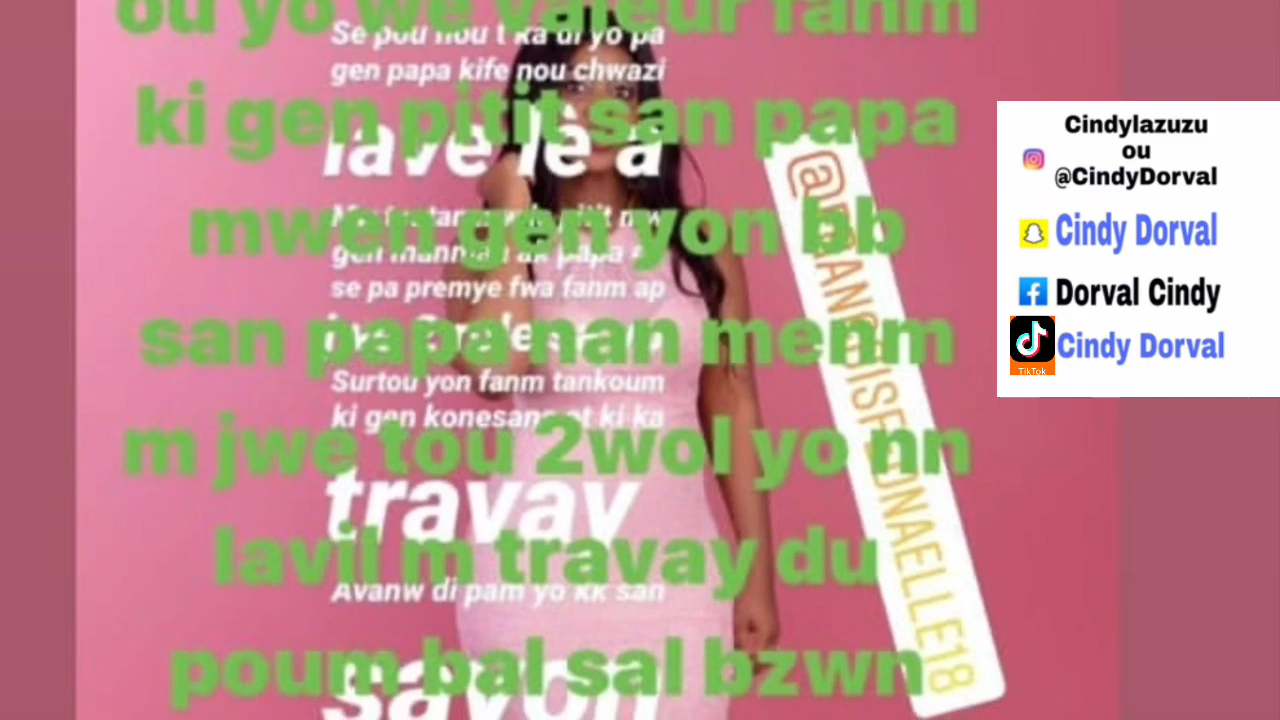 ou yo we valeur fanm
ki gen pitit san papa
mwen gen yon bb
san papa nan menm
m jwe tou 2wol yo nn
lavil m travay du
poum bal sal bzwn
Se pou nou t ka di yo pa
gen papa kife nou chwazi
lave lè a
se pa premye fwa fanm ap
Surtou yon fanm tankoum
ki gen konesans et ki ka
travay
Avanw di pam yo kk san
savon
Cindylazuzu
ou
@CindyDorval
Cindy Dorval
Dorval Cindy
TikTok
Cindy Dorval